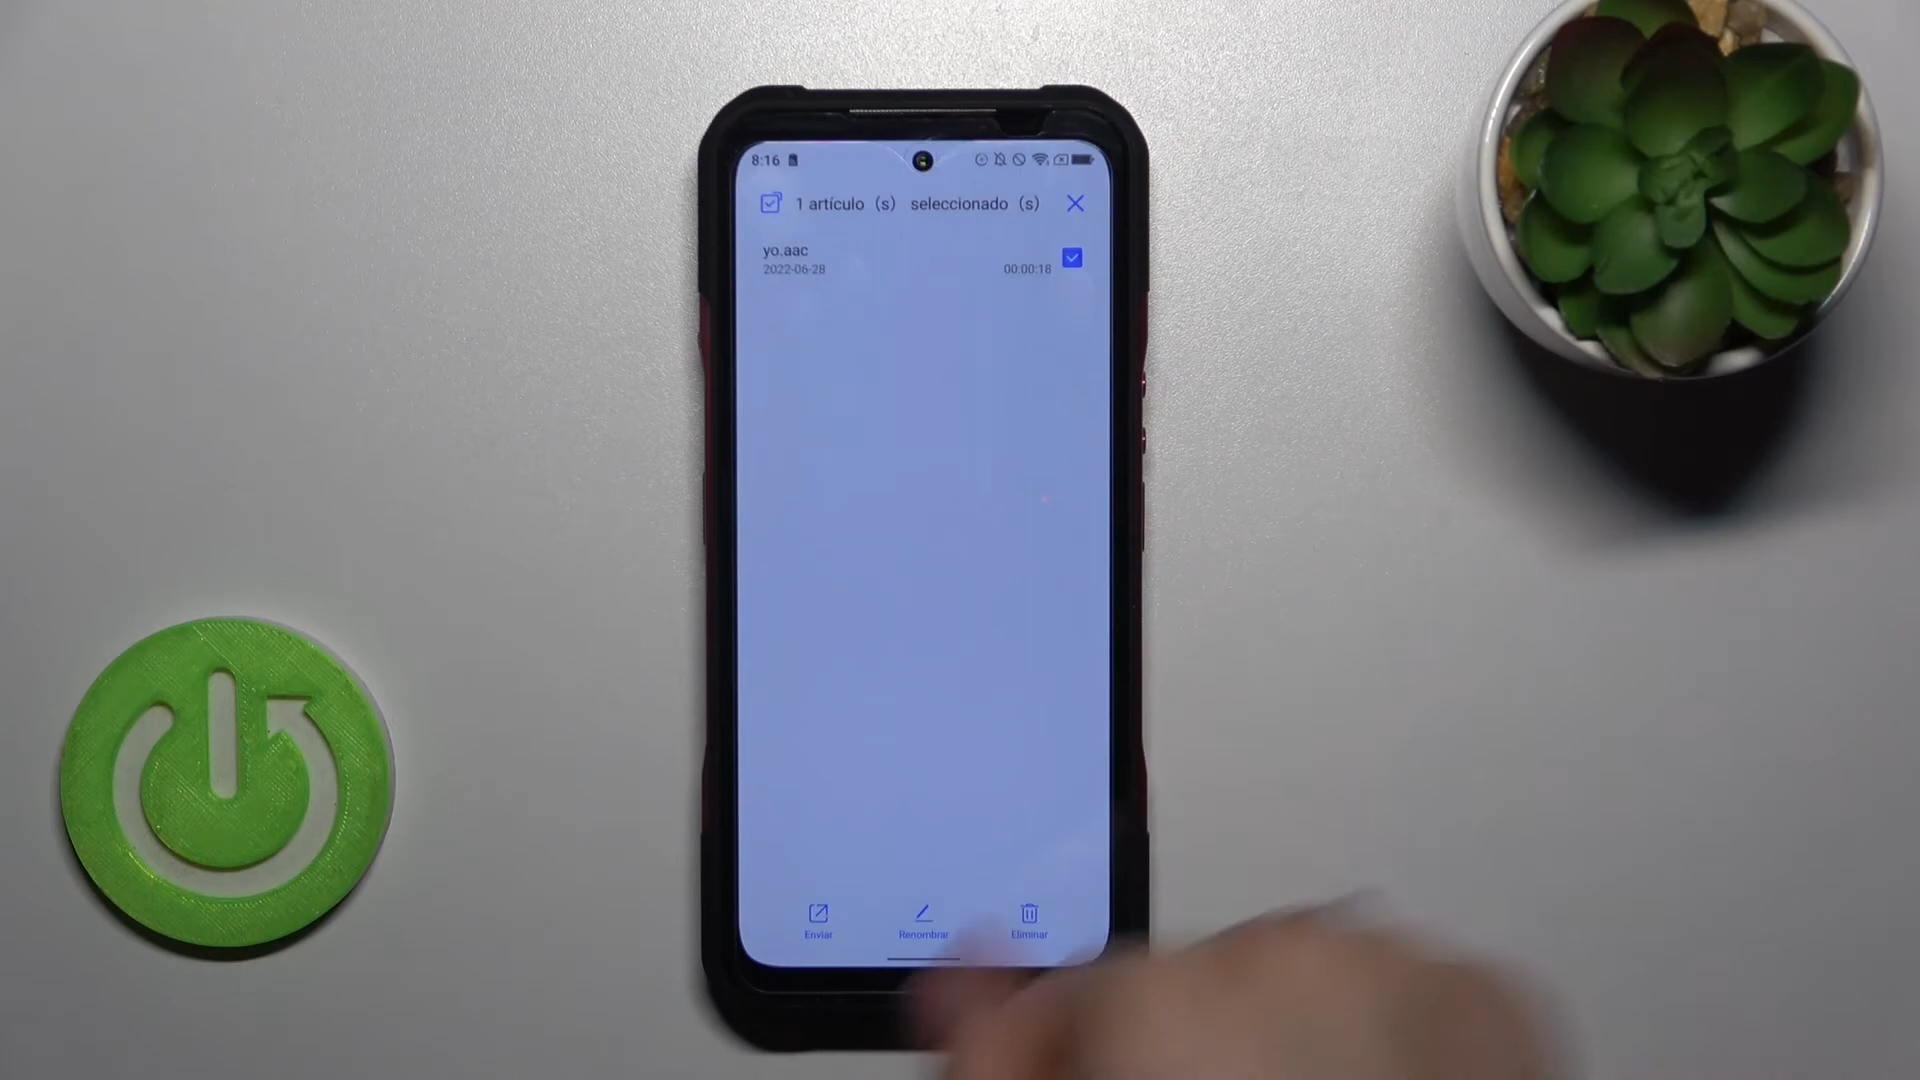 8:16
1 artículo (s) seleccionado (s)
yo.aac
2022-06-28 00:00:18
Enviar Renombrar Eliminar